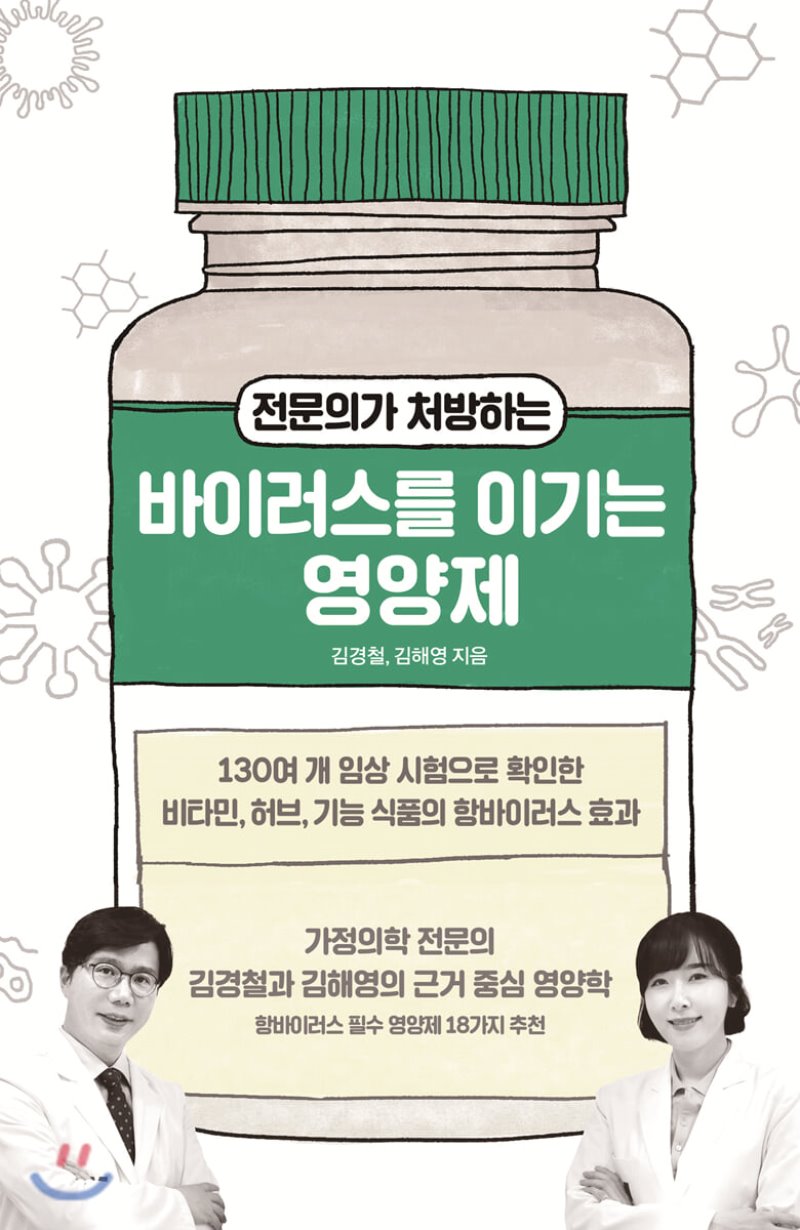 전문의가 처방하는
바이러스를 이기는
영양제
김경철, 김해영 지음
130여 개 임상 시험으로 확인한
비타민, 허브, 기능 식품의 항바이러스 효과
가정의학 전문의
김경철과 김해영의 근거 중심 영양학
항바이러스 필수 영양제 18가지 추천